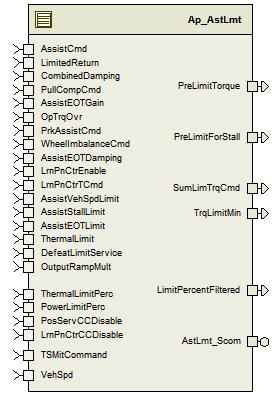 Ap_AstLmt
AssistCmd
LimitedReturn
CombinedDamping
PullCompCmd
AssistEOTGain
OpTrqOvr
PrkAssistCmd
WheelImbalanceCmd
AssistEOTDamping
LrnPnCtrEnable
LrnPnCtrTCmd
AssistVehSpdLimit
AssistStallLimit
AssistEOTLimit
ThermalLimit
DefeatLimitService
OutputRampMult
ThermalLimitPerc
PowerLimitPerc
PosServCCDisable
LrnPnCtrCCDisable
TSMitCommand
VehSpd
PreLimitTorque
PreLimitForStall
SumLimTrqCmd
TrqLimitMin
LimitPercentFiltered
AstLmt_Scom